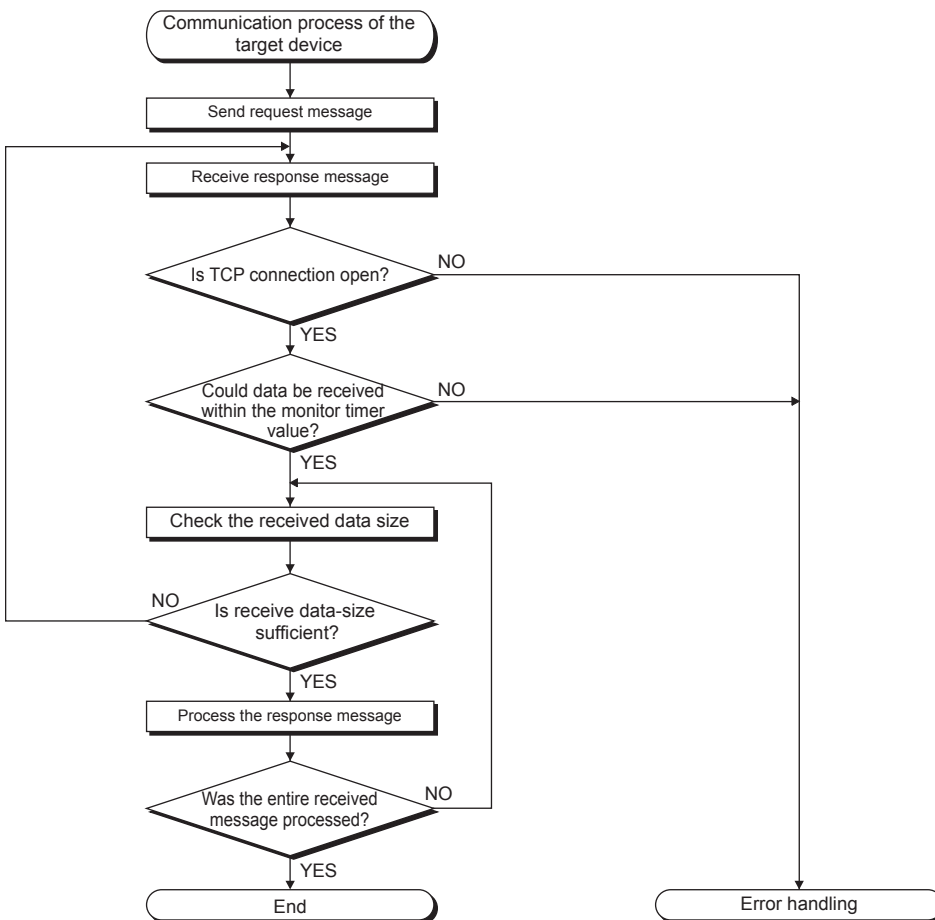 Communication process of the
target device
Send request message
Receive response message
Is TCP connection open?
NO
YES
Could data be received
within the monitor timer
value?
NO
YES
Check the received data size
NO
Is receive data-size
sufficient?
YES
Process the response message
Was the entire received
message processed?
NO
YES
End
Error handling